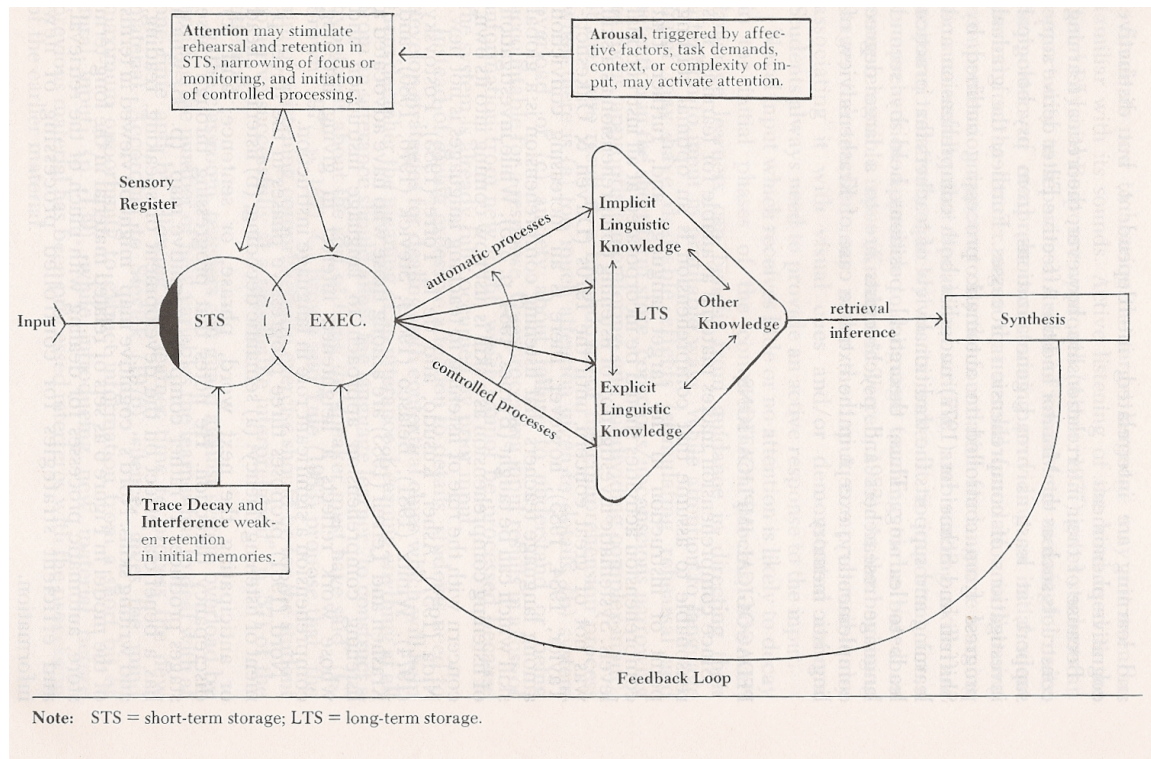 Attention may stimulate
rehearsal and retention in
STS, narrowing of focus or
monitoring, and initiation
of controlled processing.
Arousal, triggered by affec-
tive factors, task demands,
context, or complexity of in-
put, may activate attention.
Sensory
Register
Input
STS
EXEC.
automatic processes
controlled processes
Implicit
Linguistic
Knowledge
LTS
Other
Knowledge
Explicit
Linguistic
Knowledge
retrieval
inference
Synthesis
Trace Decay and
Interference weak-
en retention
in initial memories.
Feedback Loop
Note: STS = short-term storage; LTS = long-term storage.